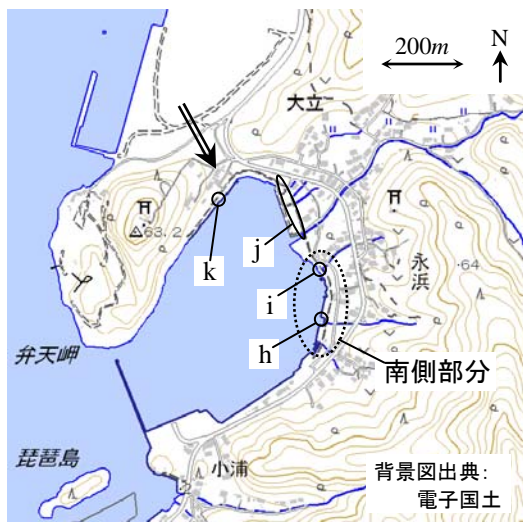 200m
N
大立
63.2
k
j
永浜
・64
i
h
弁天岬
南側部分
琵琶島
小浦
背景図出典：
電子国土